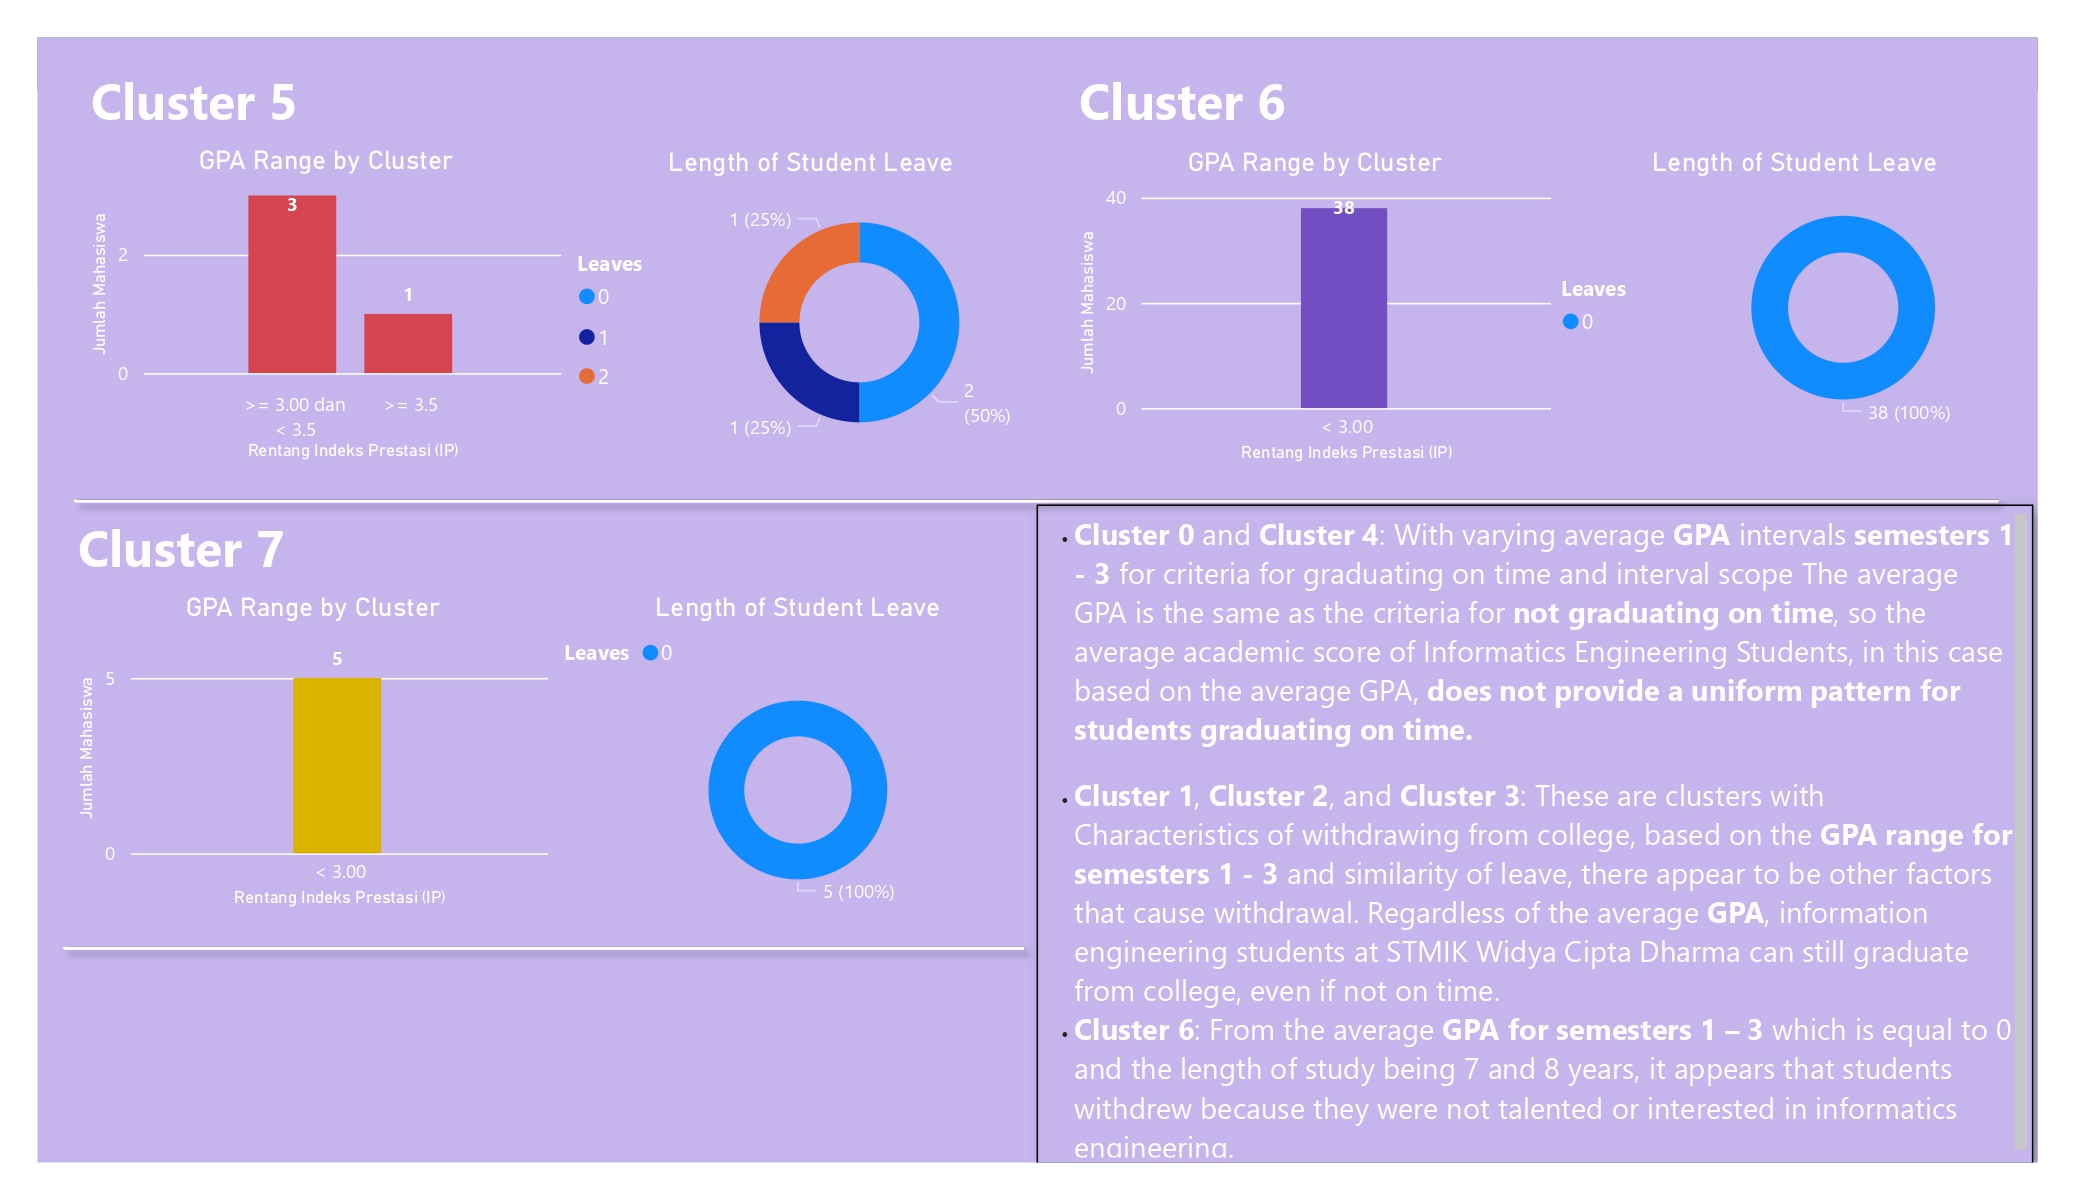 Cluster 5
GPA Range by Cluster
3
1
Jumlah Mahasiswa
2
0
>= 3.00 dan
< 3.5
>= 3.5
Rentang Indeks Prestasi (IP)
Length of Student Leave
Leaves
0
1
2
1 (25%)
1 (25%)
2
(50%)
Cluster 6
GPA Range by Cluster
40
38
20
0
Jumlah Mahasiswa
< 3.00
Rentang Indeks Prestasi (IP)
Length of Student Leave
Leaves
0
38 (100%)
Cluster 7
GPA Range by Cluster
5
5
0
Jumlah Mahasiswa
< 3.00
Rentang Indeks Prestasi (IP)
Length of Student Leave
Leaves 0
5 (100%)
• Cluster 0 and Cluster 4: With varying average GPA intervals semesters 1
- 3 for criteria for graduating on time and interval scope The average
GPA is the same as the criteria for not graduating on time, so the
average academic score of Informatics Engineering Students, in this case
based on the average GPA, does not provide a uniform pattern for
students graduating on time.
• Cluster 1, Cluster 2, and Cluster 3: These are clusters with
Characteristics of withdrawing from college, based on the GPA range for
semesters 1 - 3 and similarity of leave, there appear to be other factors
that cause withdrawal. Regardless of the average GPA, information
engineering students at STMIK Widya Cipta Dharma can still graduate
from college, even if not on time.
• Cluster 6: From the average GPA for semesters 1 – 3 which is equal to 0
and the length of study being 7 and 8 years, it appears that students
withdrew because they were not talented or interested in informatics
engineering.